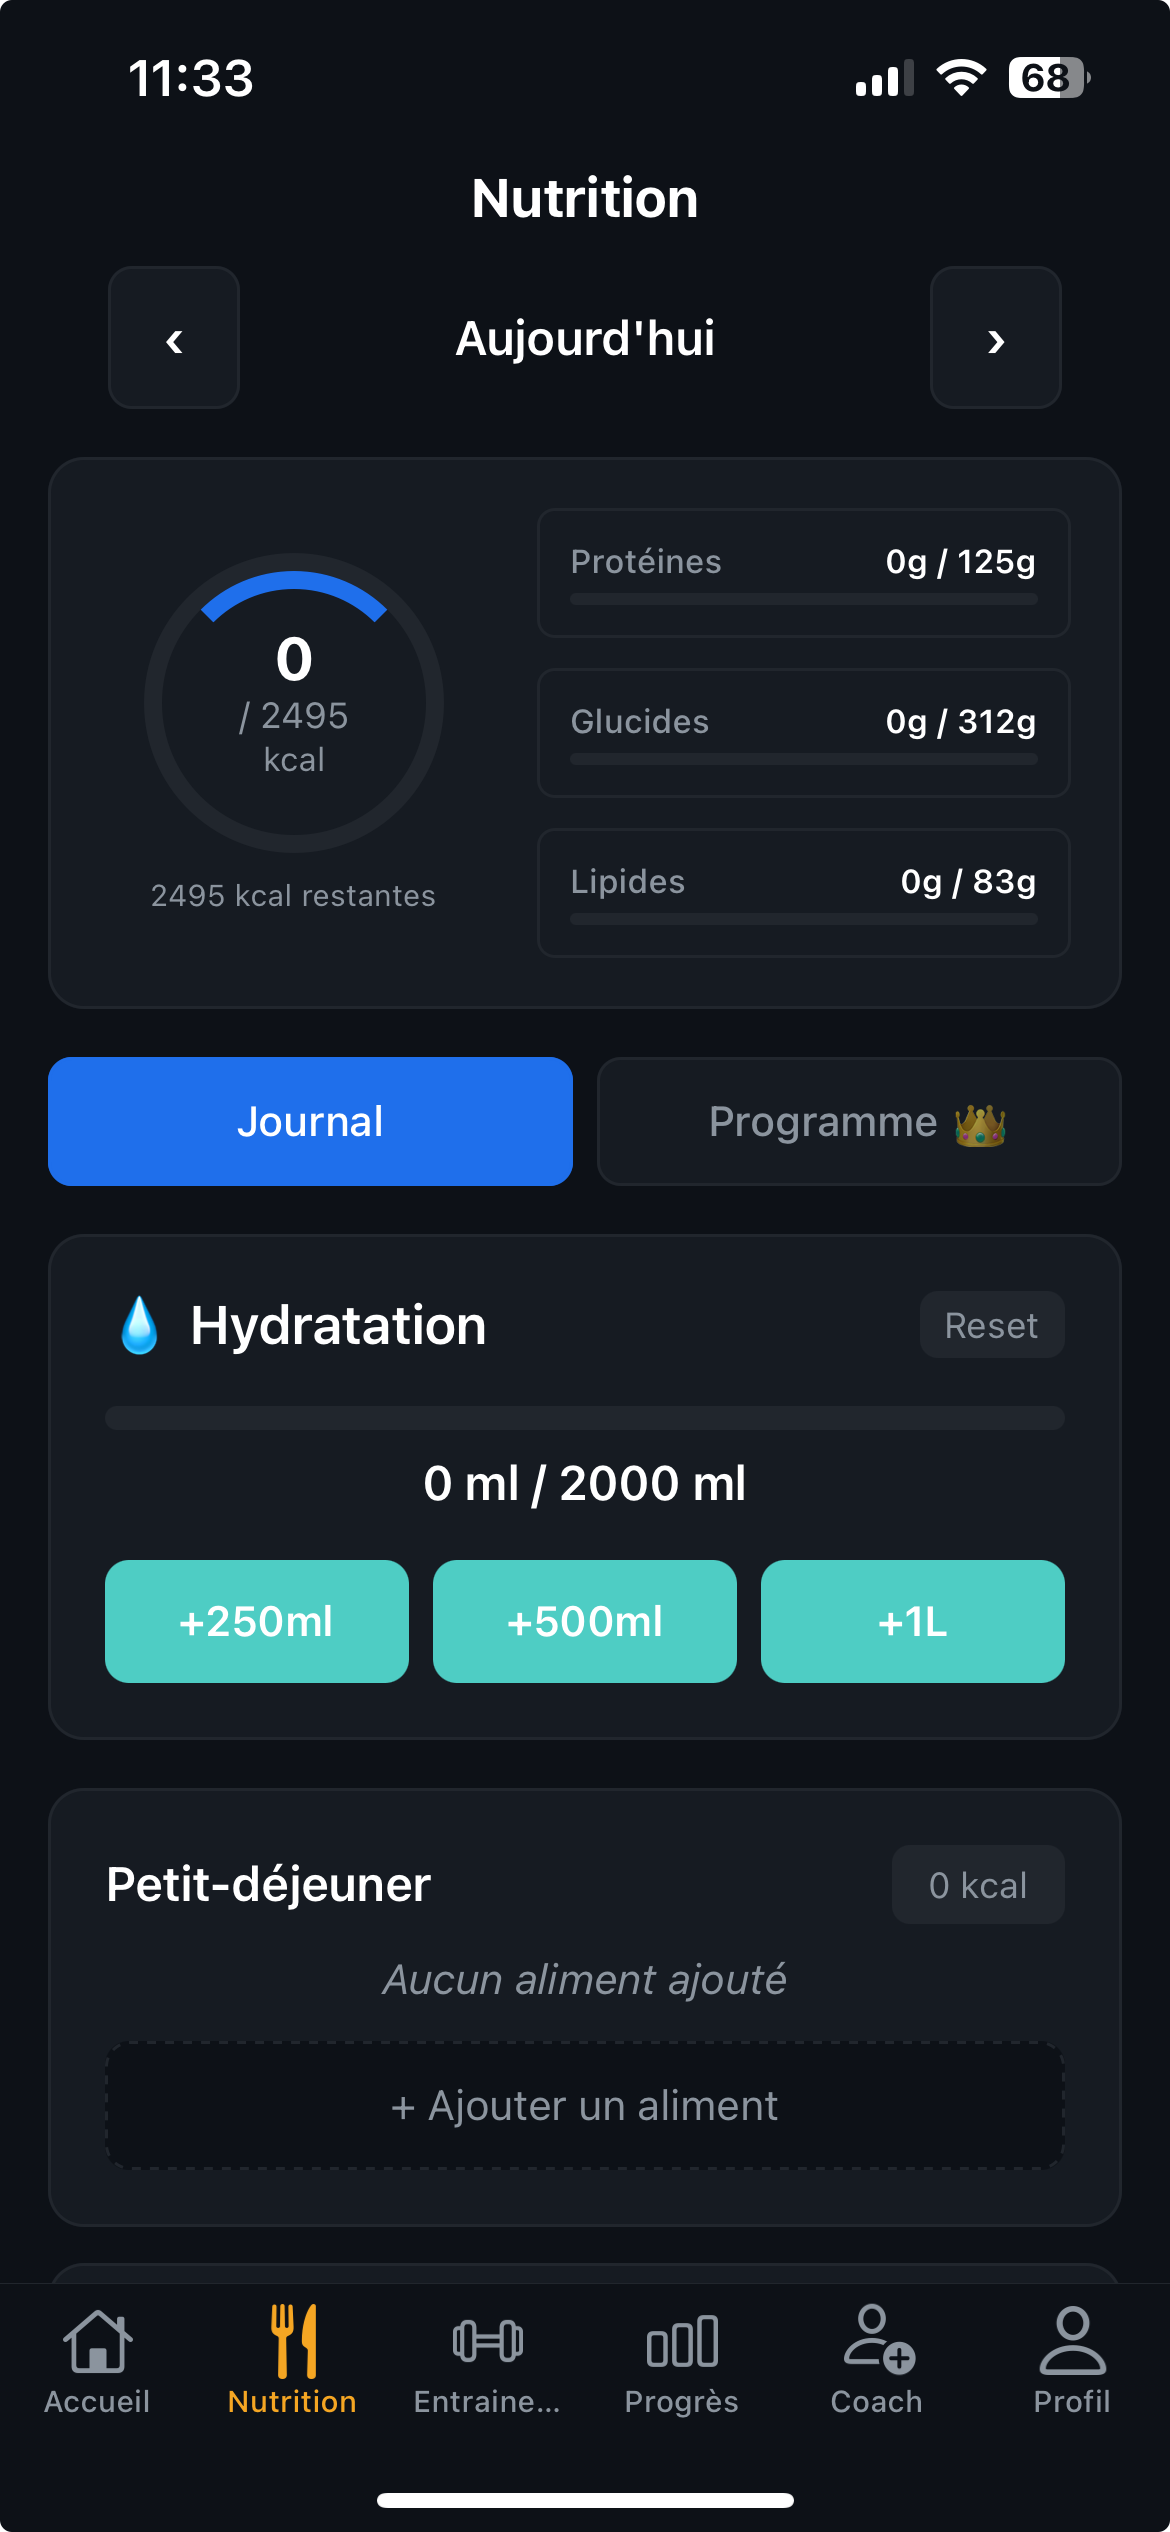 11:33
68
Nutrition
‹
Aujourd'hui
›
0
/ 2495
kcal
2495 kcal restantes
Protéines 0g / 125g
Glucides 0g / 312g
Lipides 0g / 83g
Journal
Programme 👑
💧 Hydratation
Reset
0 ml / 2000 ml
+250ml
+500ml
+1L
Petit-déjeuner
0 kcal
Aucun aliment ajouté
+ Ajouter un aliment
Accueil
Nutrition
Entraine...
Progrès
Coach
Profil